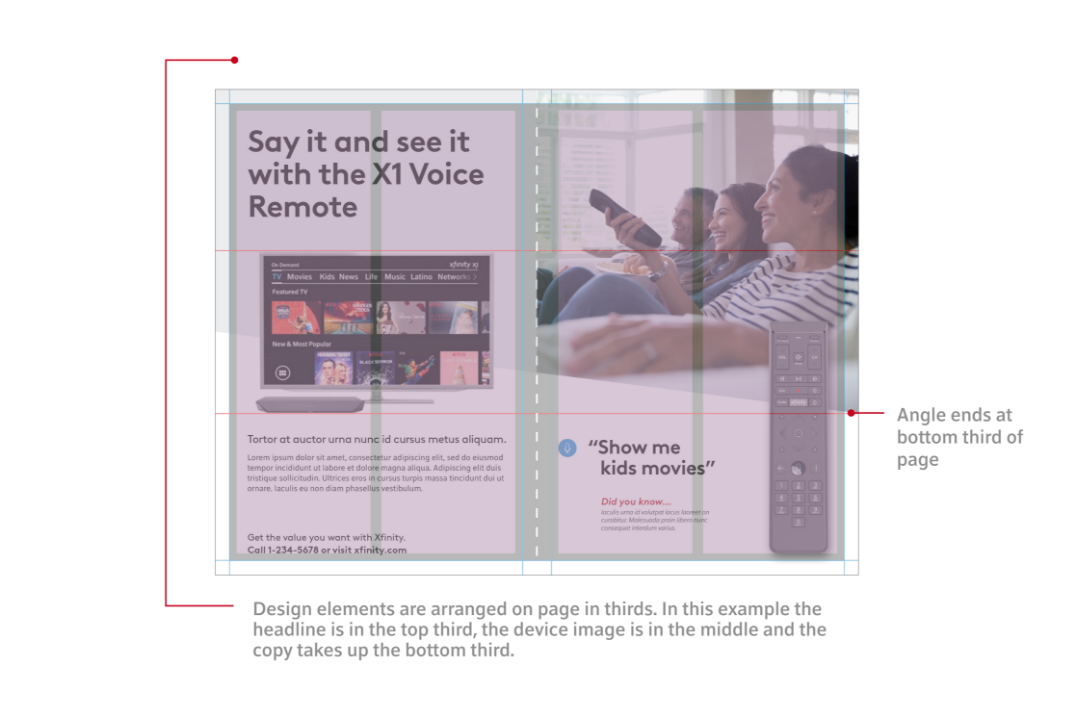 Say it and see it
with the X1 Voice
Remote
On Demand
xfinity x1
TV Movies Kids News Life Music Latino Networks >
Featured TV
New & Most Popular
Tortor at auctor urna nunc id cursus metus aliquam.
Lorem ipsum dolor sit amet, consectetur adipiscing elit, sed do eiusmod
tempor incididunt ut labore et dolore magna aliqua. Adipiscing elit duis
tristique sollicitudin. Ultrices eros in cursus turpis massa tincidunt dui ut
ornare. Iaculis eu non diam phasellus vestibulum.
Get the value you want with Xfinity.
Call 1-234-5678 or visit xfinity.com
“Show me
kids movies”
Did you know...
Iaculis urna id volutpat lacus laoreet on
curabitur. Malesuada proin libero nunc
consequat interdum varius.
Angle ends at
bottom third of
page
Design elements are arranged on page in thirds. In this example the
headline is in the top third, the device image is in the middle and the
copy takes up the bottom third.